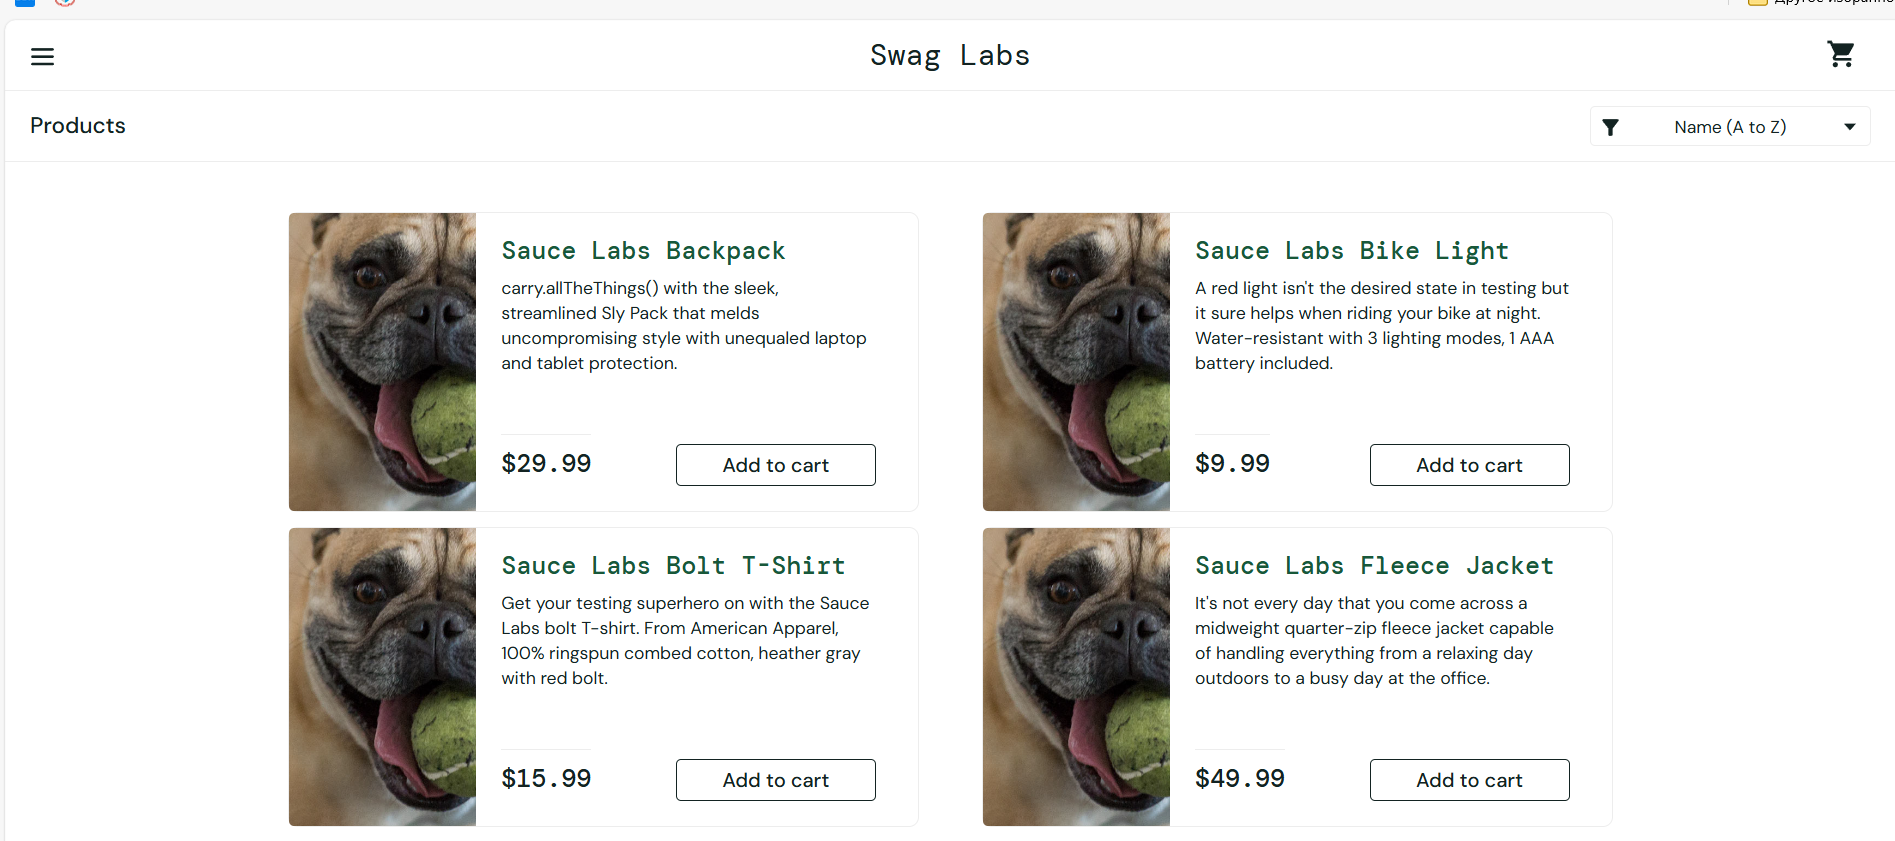 Другое избранно
Swag Labs
Products
Name (A to Z)
Sauce Labs Backpack
carry.allTheThings() with the sleek,
streamlined Sly Pack that melds
uncompromising style with unequaled laptop
and tablet protection.
$29.99
Add to cart
Sauce Labs Bike Light
A red light isn't the desired state in testing but
it sure helps when riding your bike at night.
Water-resistant with 3 lighting modes, 1 AAA
battery included.
$9.99
Add to cart
Sauce Labs Bolt T-Shirt
Get your testing superhero on with the Sauce
Labs bolt T-shirt. From American Apparel,
100% ringspun combed cotton, heather gray
with red bolt.
$15.99
Add to cart
Sauce Labs Fleece Jacket
It's not every day that you come across a
midweight quarter-zip fleece jacket capable
of handling everything from a relaxing day
outdoors to a busy day at the office.
$49.99
Add to cart